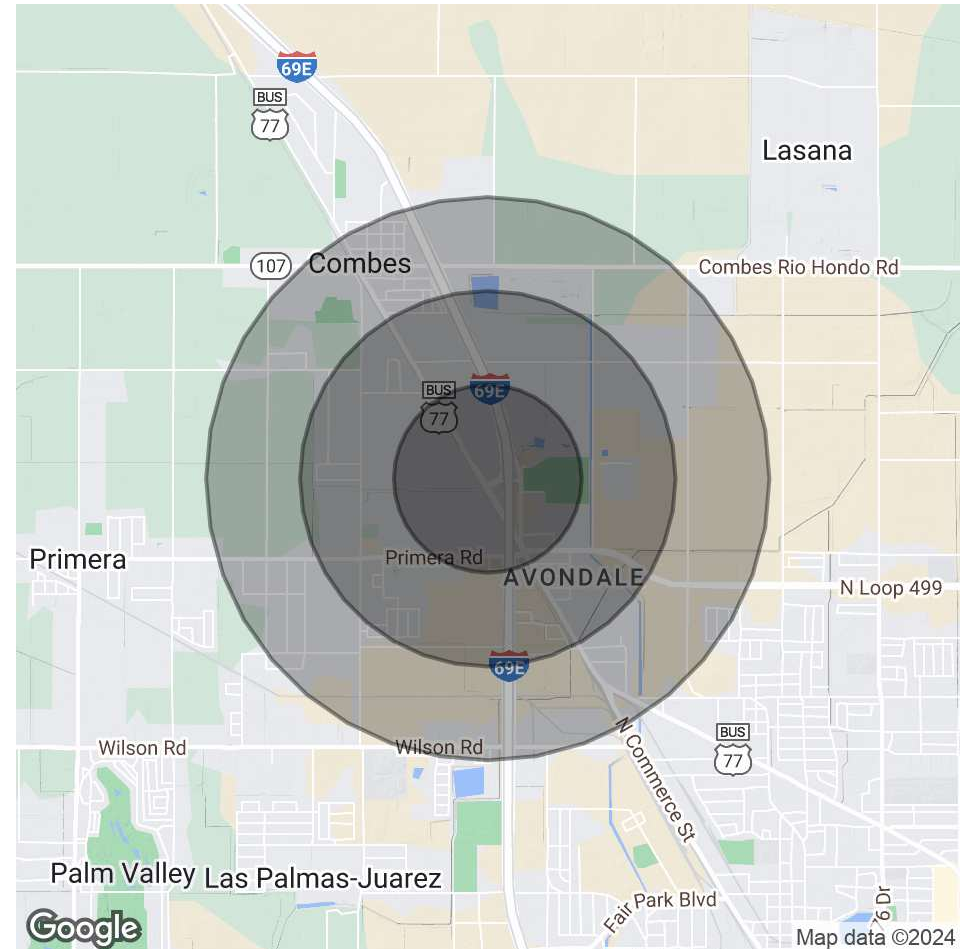 69E
BUS
77
Lasana
107
Combes
Combes Rio Hondo Rd
BUS
77
69E
Primera
Primera Rd
AVONDALE
N Loop 499
69E
Wilson Rd
Wilson Rd
N Commerce St
BUS
77
Palm Valley
Las Palmas-Juarez
Fair Park Blvd
76 Dr
Google
Map data ©2024